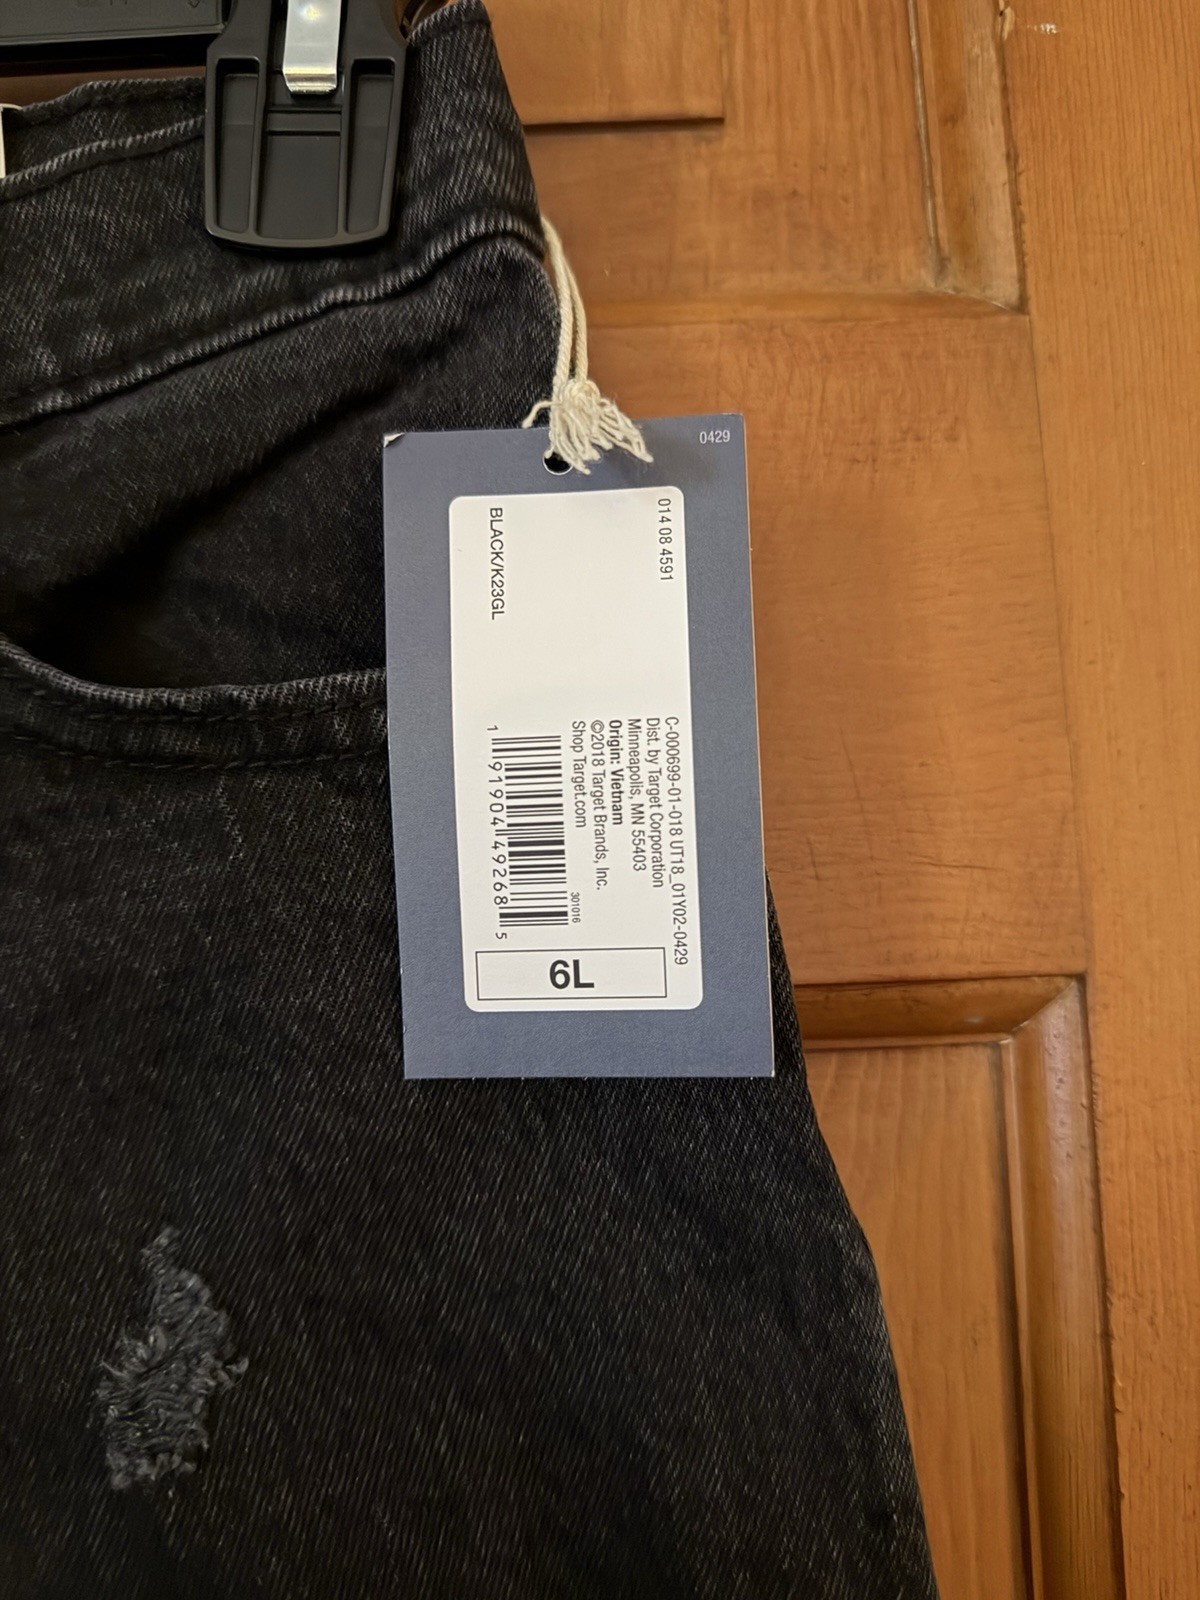 0429
014 08 4591
BLACK/K23GL
C-000699-01-018 UT18_01Y02-0429
Dist. by Target Corporation
Minneapolis, MN 55403
Origin: Vietnam
©2018 Target Brands, Inc.
Shop Target.com
301016
1 91904 49268 5
6L